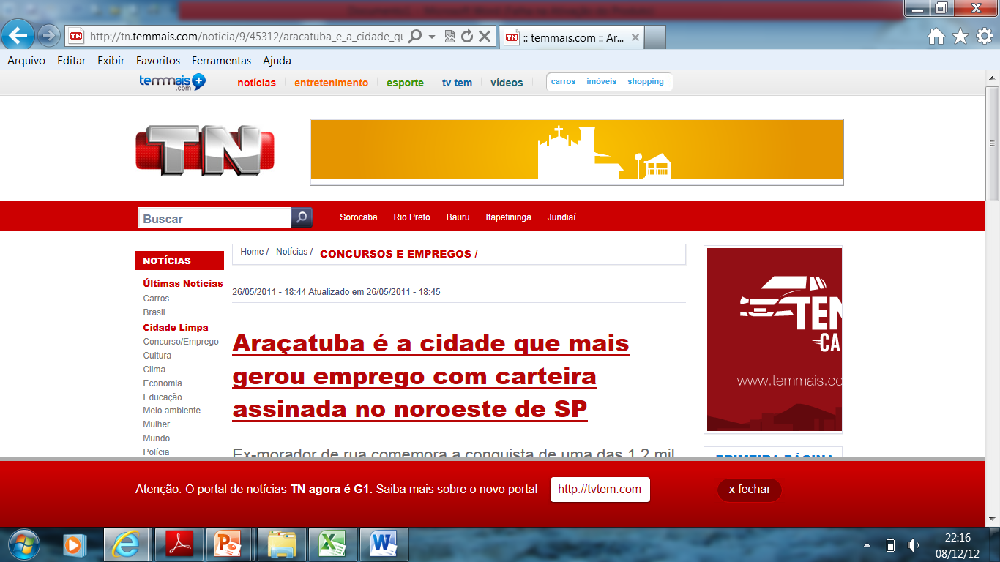 http://tn.temmais.com/noticia/9/45312/aracatuba_e_a_cidade_qu
TN
:: temmais.com :: Ar...
Arquivo Editar Exibir Favoritos Ferramentas Ajuda
temmais.com
notícias entretenimento esporte tv tem vídeos carros imóveis shopping
TN
Buscar
Sorocaba Rio Preto Bauru Itapetininga Jundiaí
NOTÍCIAS
Últimas Notícias
Carros
Brasil
Cidade Limpa
Concurso/Emprego
Cultura
Clima
Economia
Educação
Meio ambiente
Mulher
Mundo
Polícia
Home / Notícias / CONCURSOS E EMPREGOS /
26/05/2011 - 18:44 Atualizado em 26/05/2011 - 18:45
Araçatuba é a cidade que mais
gerou emprego com carteira
assinada no noroeste de SP
Ex-morador de rua comemora a conquista de uma das 1,2 mil
TEM
CA
www.temmais.co
PRIMEIRA PÁGINA
Atenção: O portal de notícias TN agora é G1. Saiba mais sobre o novo portal http://tvtem.com x fechar
22:16
08/12/12